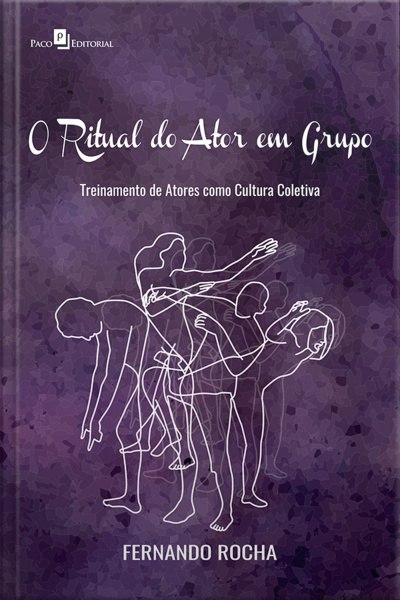 PACO EDITORIAL
O Ritual do Ator em Grupo
Treinamento de Atores como Cultura Coletiva
FERNANDO ROCHA